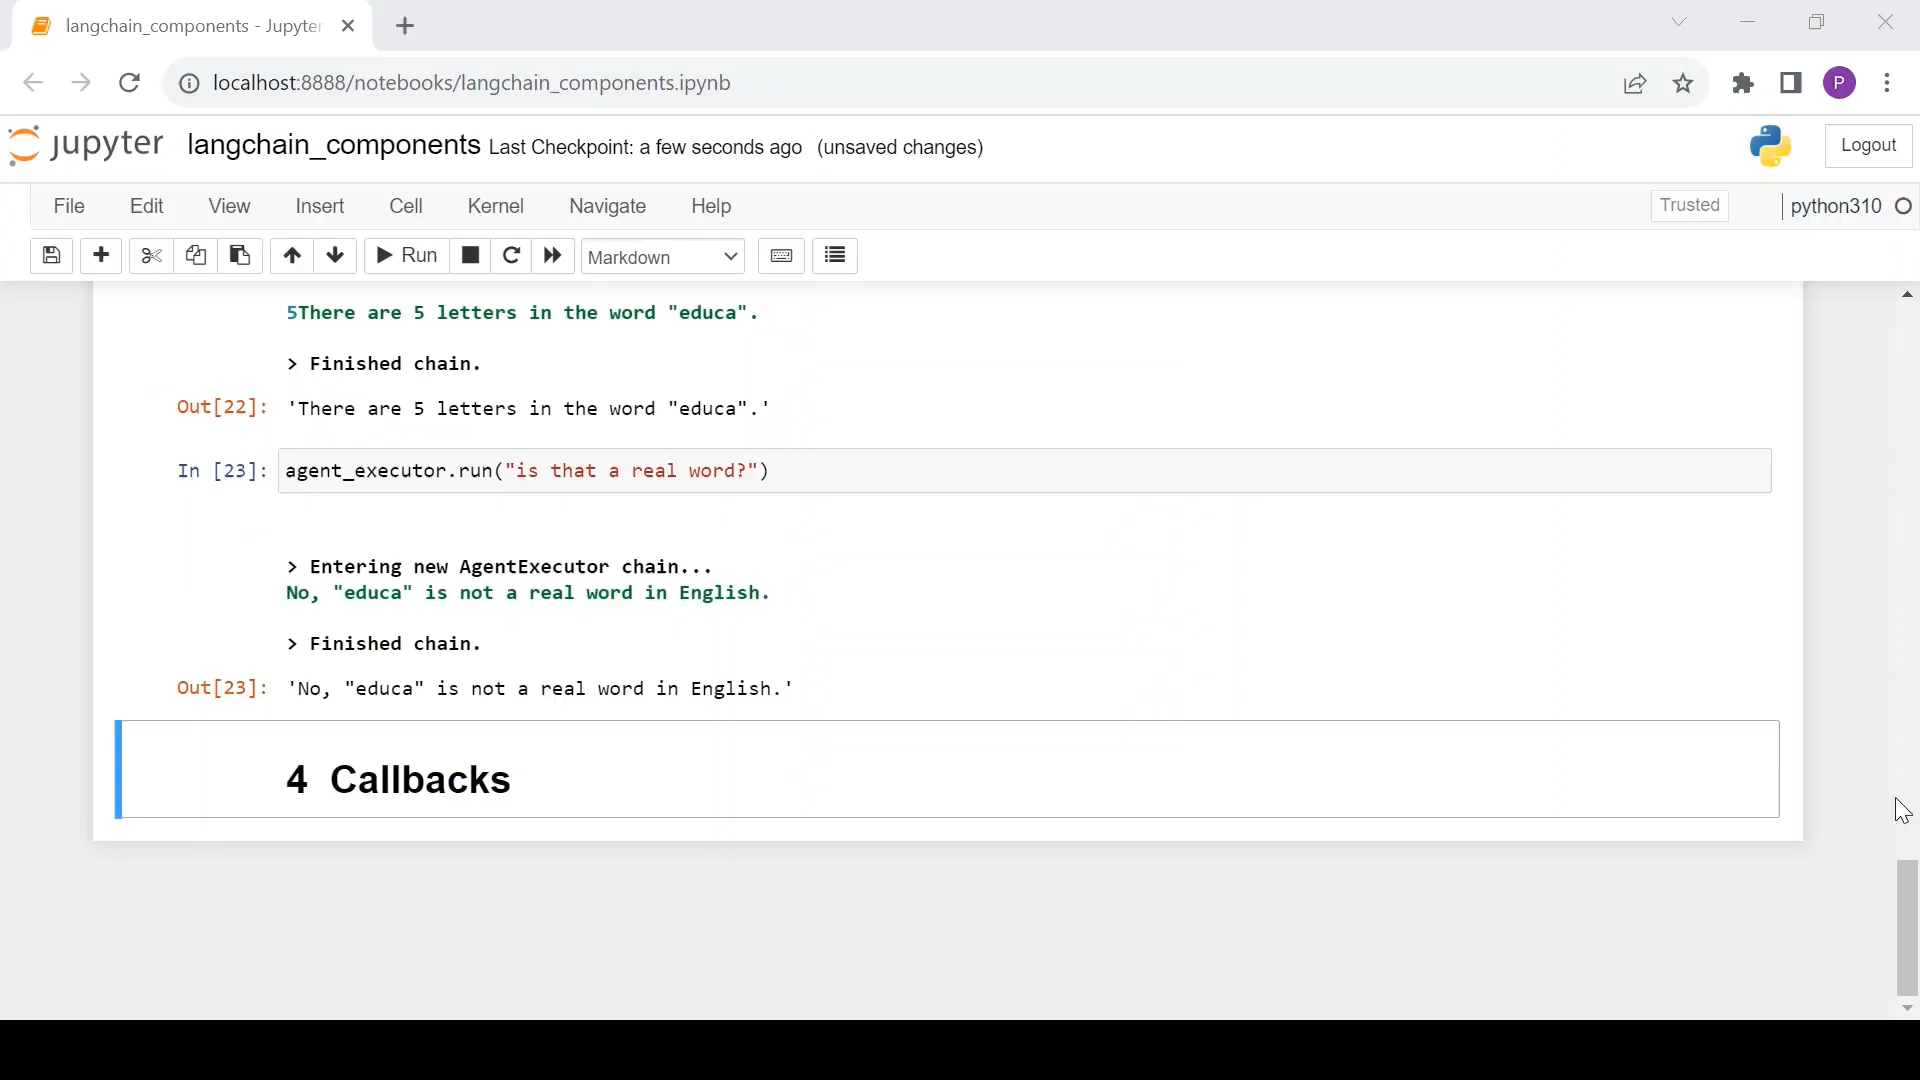 langchain_components - Jupyter
localhost:8888/notebooks/langchain_components.ipynb
P
jupyter langchain_components Last Checkpoint: a few seconds ago (unsaved changes)
Logout
File Edit View Insert Cell Kernel Navigate Help
Trusted
python310
Run
Markdown
5There are 5 letters in the word "educa".
> Finished chain.
Out[22]: 'There are 5 letters in the word "educa".'
In [23]: agent_executor.run("is that a real word?")
> Entering new AgentExecutor chain...
No, "educa" is not a real word in English.
> Finished chain.
Out[23]: 'No, "educa" is not a real word in English.'
4 Callbacks